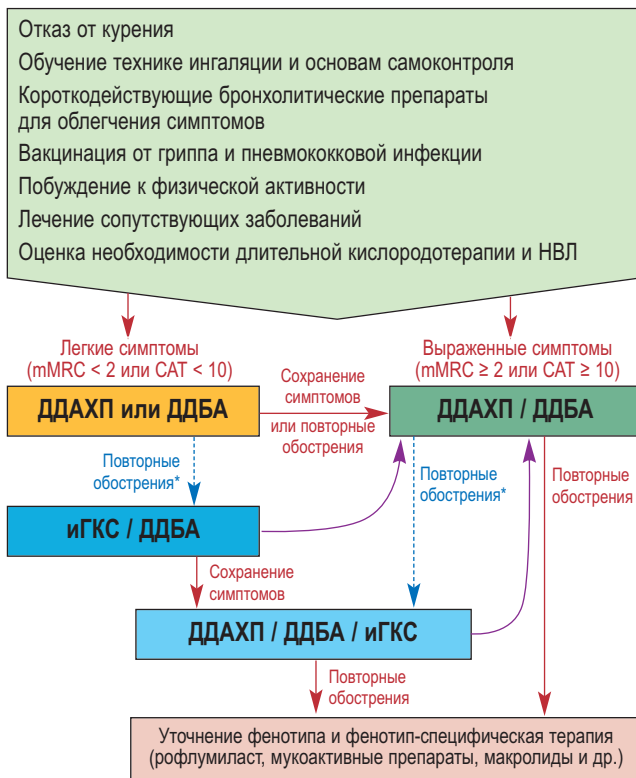 Отказ от курения
Обучение технике ингаляции и основам самоконтроля
Короткодействующие бронхолитические препараты
для облегчения симптомов
Вакцинация от гриппа и пневмококковой инфекции
Побуждение к физической активности
Лечение сопутствующих заболеваний
Оценка необходимости длительной кислородотерапии и НВЛ
Легкие симптомы
(mMRC < 2 или CAT < 10)
Выраженные симптомы
(mMRC ≥ 2 или CAT ≥ 10)
ДДАХП или ДДБА
Сохранение
симптомов
или повторные
обострения
ДДАХП / ДДБА
Повторные
обострения*
Повторные
обострения*
Повторные
обострения
иГКС / ДДБА
Сохранение
симптомов
ДДАХП / ДДБА / иГКС
Повторные
обострения
Уточнение фенотипа и фенотип-специфическая терапия
(рофлумиласт, мукоактивные препараты, макролиды и др.)